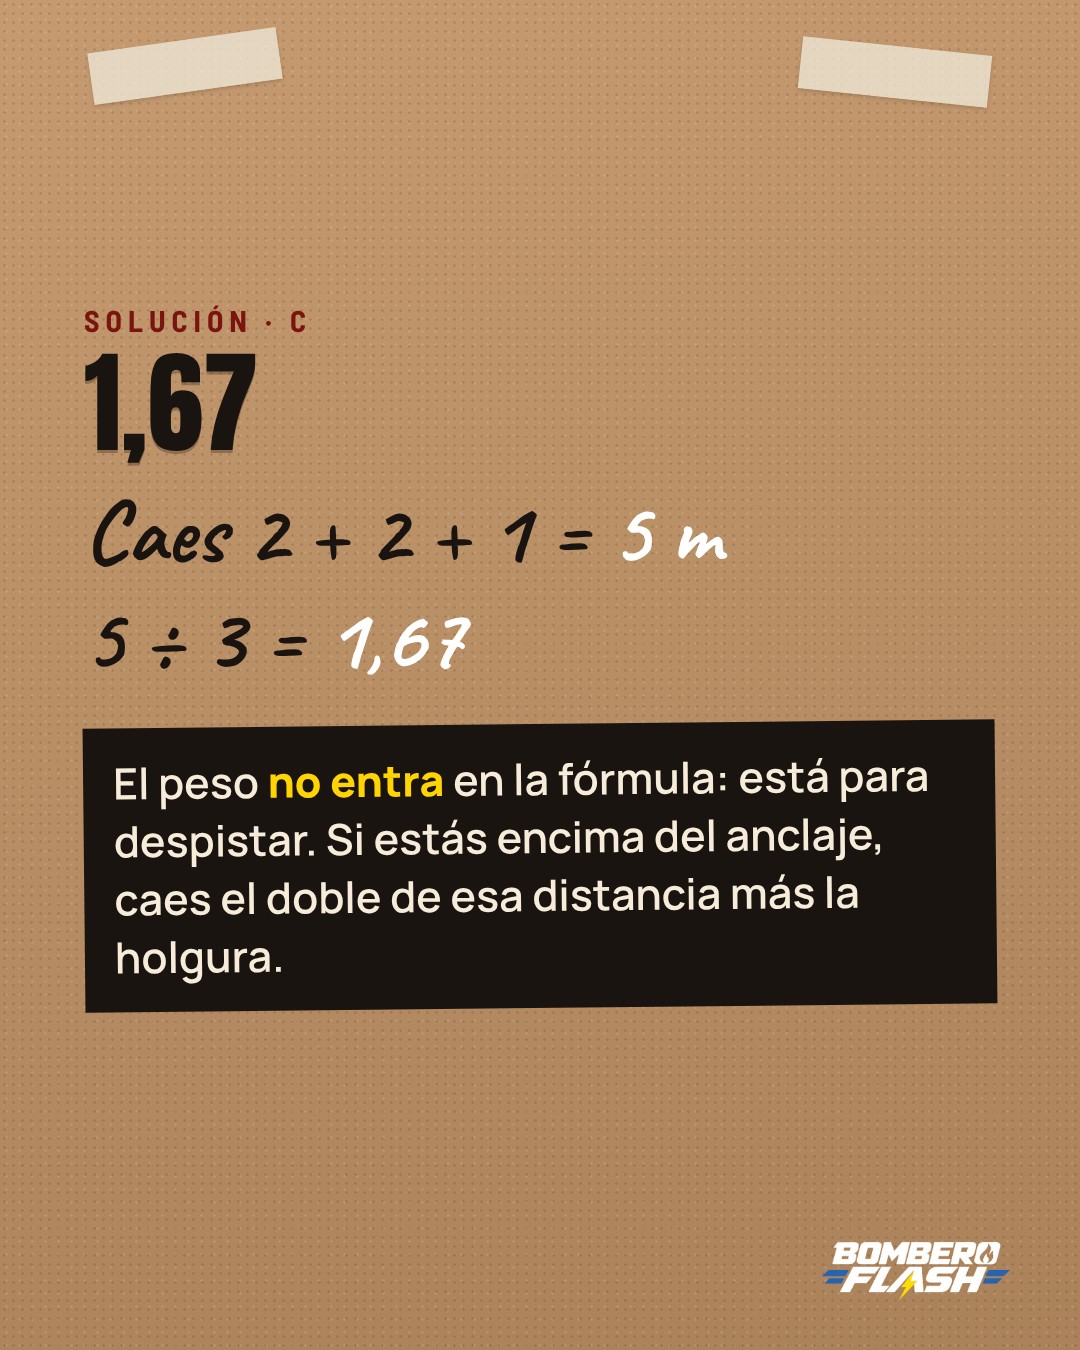 SOLUCIÓN · C
1,67
Caes 2 + 2 + 1 = 5 m
5 ÷ 3 = 1,67
El peso no entra en la fórmula: está para
despistar. Si estás encima del anclaje,
caes el doble de esa distancia más la
holgura.
BOMBERO
FLASH